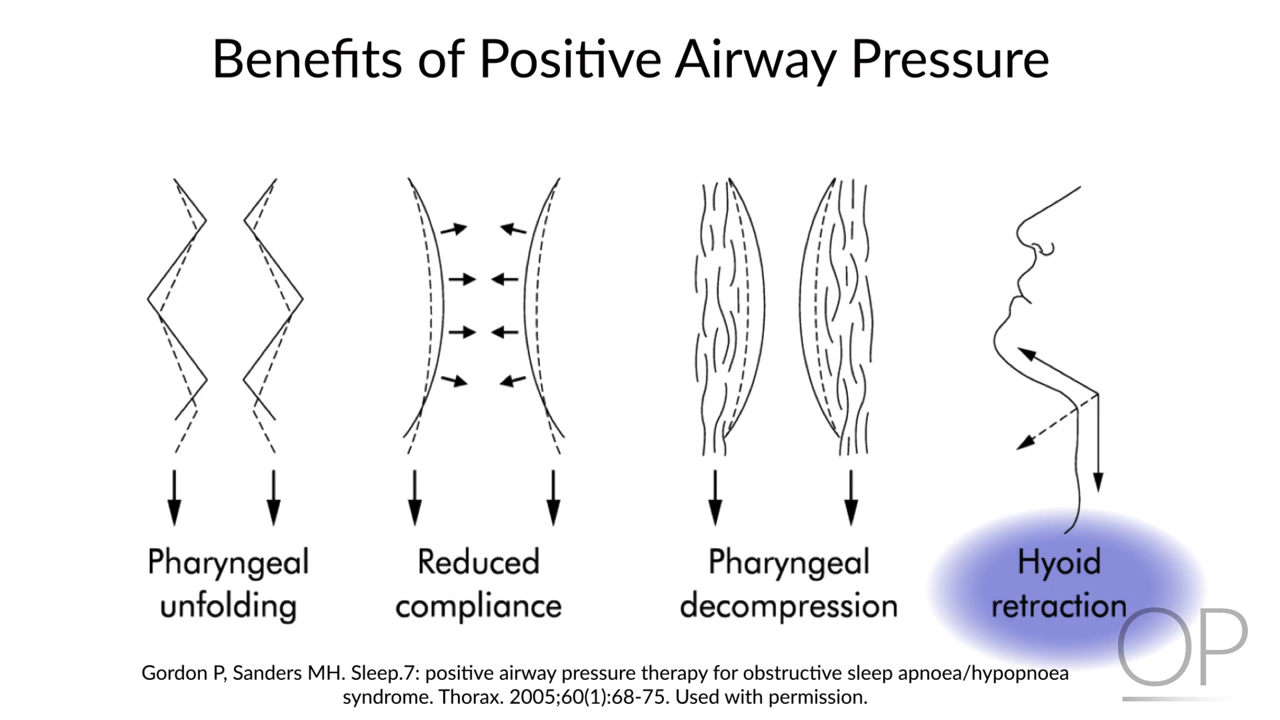 Benefits of Positive Airway Pressure
Pharyngeal
unfolding
Reduced
compliance
Pharyngeal
decompression
Hyoid
retraction
OP
Gordon P, Sanders MH. Sleep.7: positive airway pressure therapy for obstructive sleep apnoea/hypopnoea
syndrome. Thorax. 2005;60(1):68-75. Used with permission.